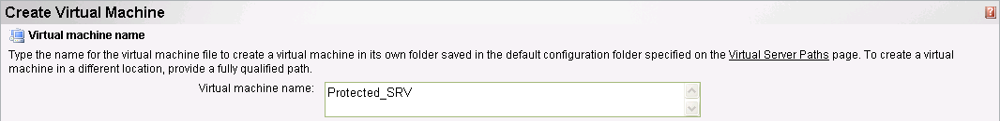 Create Virtual Machine
Virtual machine name
Type the name for the virtual machine file to create a virtual machine in its own folder saved in the default configuration folder specified on the Virtual Server Paths page. To create a virtual
machine in a different location, provide a fully qualified path.
Virtual machine name: Protected_SRV